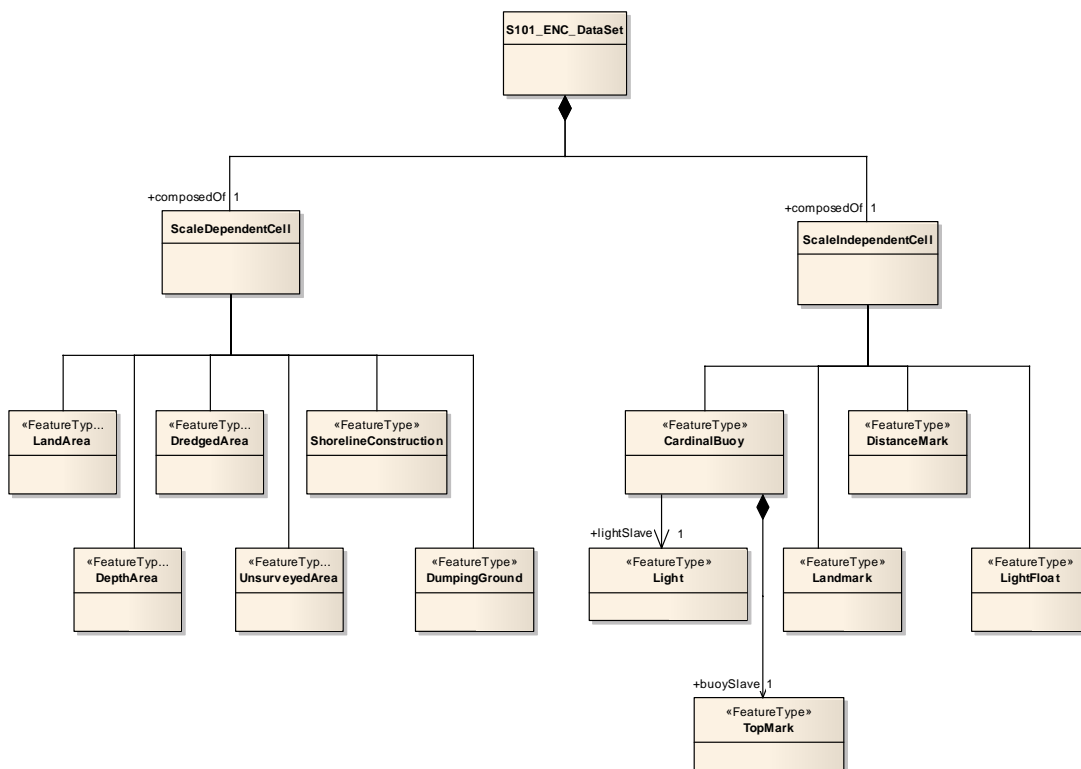 S101_ENC_DataSet
+composedOf 1
ScaleDependentCell
+composedOf 1
ScaleIndependentCell
«FeatureTyp...
LandArea
«FeatureTyp...
DredgedArea
«FeatureType»
ShorelineConstruction
«FeatureType»
CardinalBuoy
«FeatureType»
DistanceMark
+lightSlave 1
«FeatureTyp...
DepthArea
«FeatureTyp...
UnsurveyedArea
«FeatureType»
DumpingGround
«FeatureType»
Light
«FeatureType»
Landmark
«FeatureType»
LightFloat
+buoySlave 1
«FeatureType»
TopMark